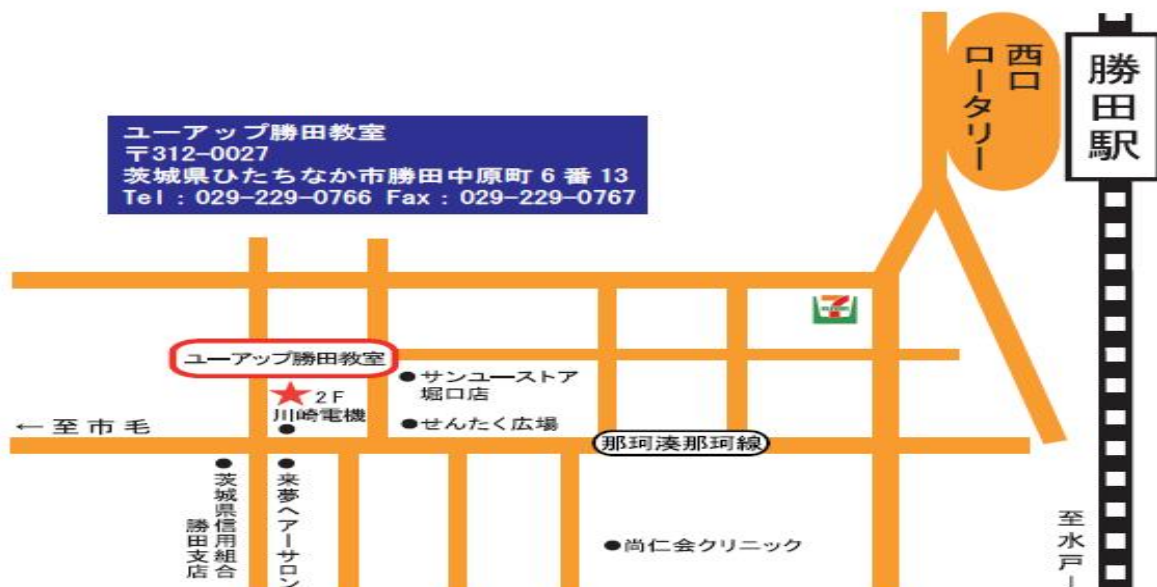 ユーアップ勝田教室
〒312-0027
茨城県ひたちなか市勝田中原町 6 番 13
Tel : 029-229-0766 Fax : 029-229-0767
西口
ロータリー
勝田駅
7
ユーアップ勝田教室
★2F
●サンユーストア
堀口店
川崎電機
●せんたく広場
←至市毛
那珂湊那珂線
●茨城県信用組合
勝田支店
●来夢ヘアーサロン
●尚仁会クリニック
至水戸